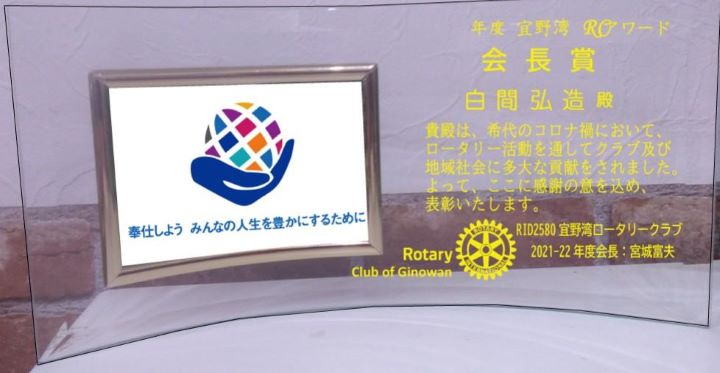 年度 宜野湾 RCアワード
会長賞
白間弘造 殿
貴殿は、希代のコロナ禍において、
ロータリー活動を通してクラブ及び
地域社会に多大な貢献をされました。
よって、ここに感謝の意を込め、
表彰いたします。
RID2580 宜野湾ロータリークラブ
2021-22 年度会長：宮城富夫
Rotary
Club of Ginowan
ROTARY
INTERNATIONAL
奉仕しよう みんなの人生を豊かにするために